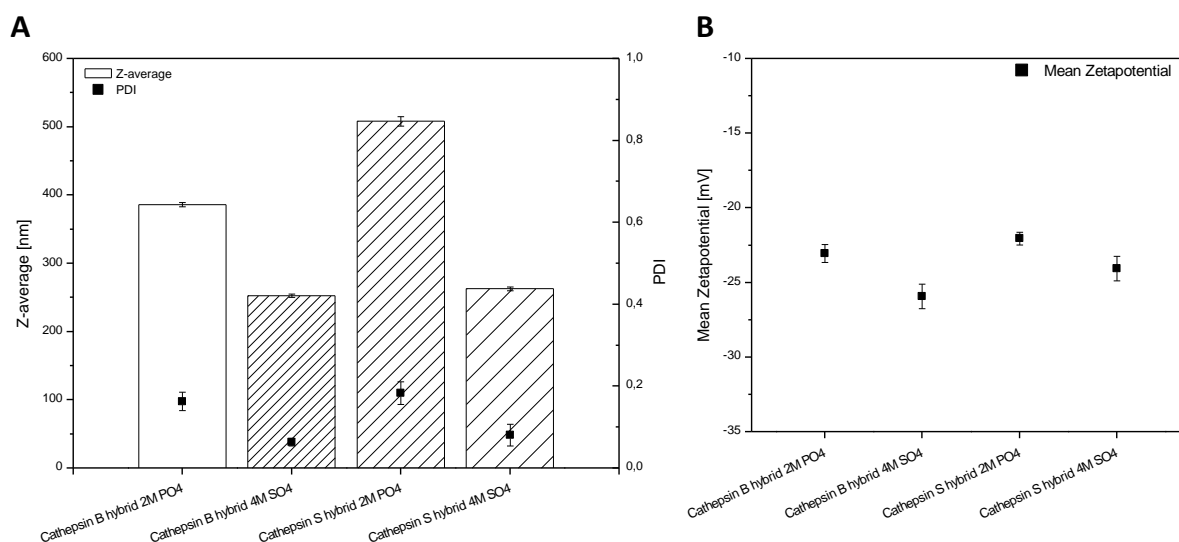 A
600
500
400
300
200
100
0
Z-average [nm]
Z-average
PDI
1,0
0,8
0,6
0,4
0,2
0,0
PDI
Cathepsin B hybrid 2M PO4
Cathepsin B hybrid 4M SO4
Cathepsin S hybrid 2M PO4
Cathepsin S hybrid 4M SO4
B
-10
-15
-20
-25
-30
-35
Mean Zetapotential [mV]
Mean Zetapotential
Cathepsin B hybrid 2M PO4
Cathepsin B hybrid 4M SO4
Cathepsin S hybrid 2M PO4
Cathepsin S hybrid 4M SO4